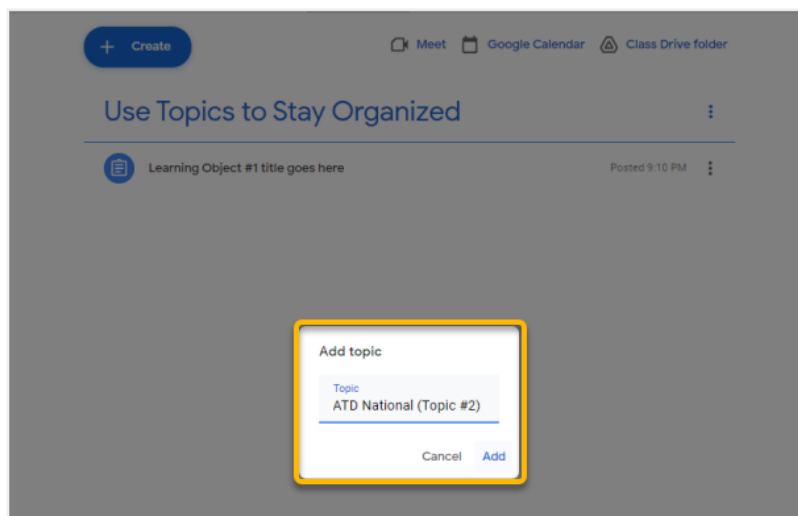 + Create
Meet Google Calendar Class Drive folder
Use Topics to Stay Organized
Learning Object #1 title goes here Posted 9:10 PM
Add topic
Topic
ATD National (Topic #2)
Cancel Add